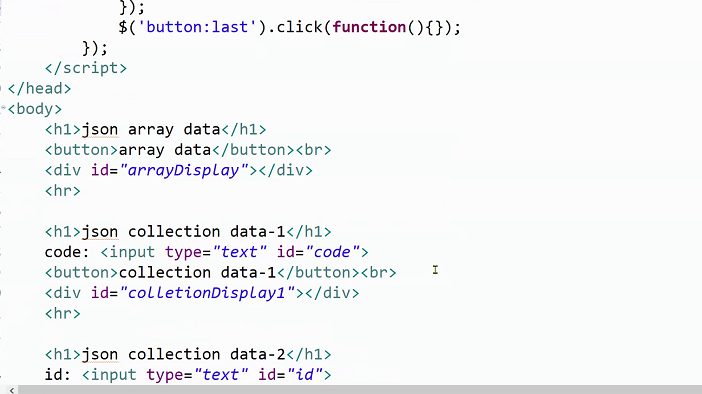 });
$('button:last').click(function(){});
});
</script>
</head>
<body>
<h1>json array data</h1>
<button>array data</button><br>
<div id="arrayDisplay"></div>
<hr>
<h1>json collection data-1</h1>
code: <input type="text" id="code">
<button>collection data-1</button><br>
<div id="colletionDisplay1"></div>
<hr>
<h1>json collection data-2</h1>
id: <input type="text" id="id">